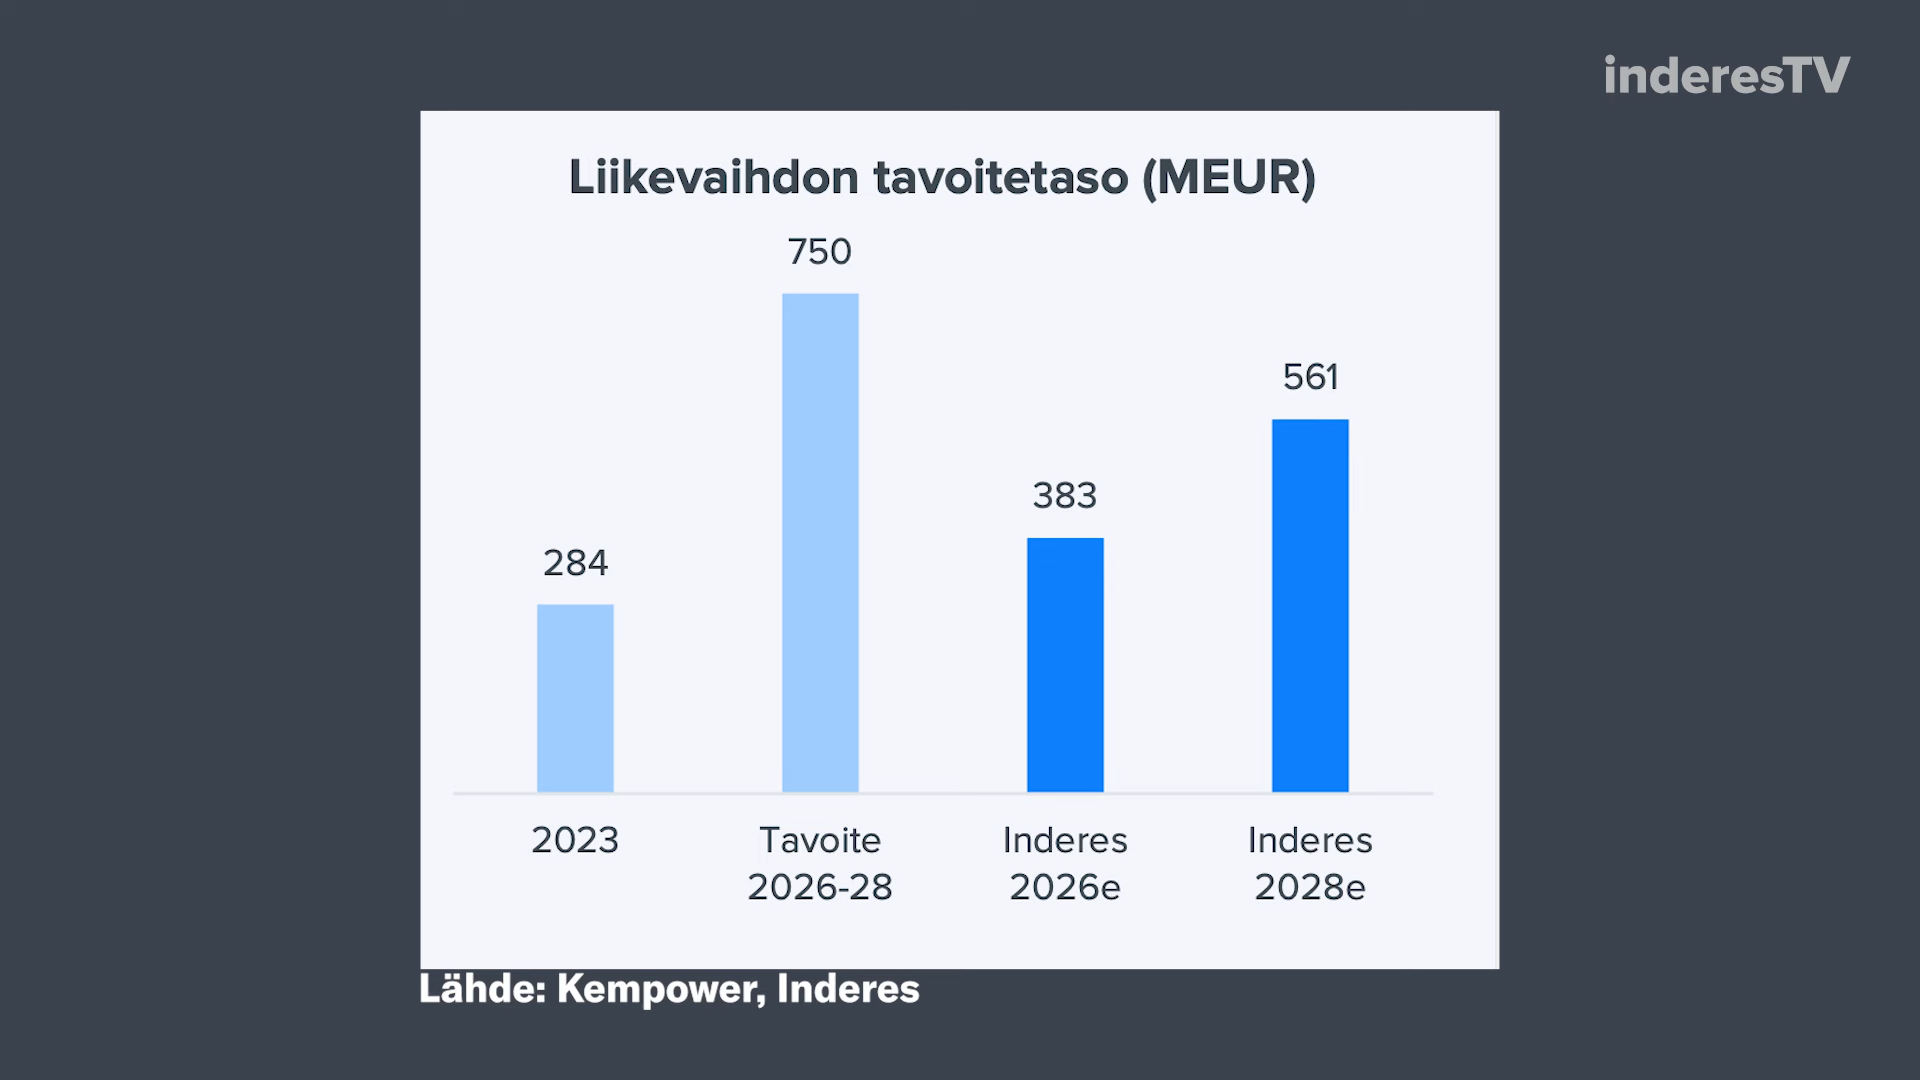 inderesTV
Liikevaihdon tavoitetaso (MEUR)
750
561
383
284
2023
Tavoite
2026-28
Inderes
2026e
Inderes
2028e
Lähde: Kempower, Inderes